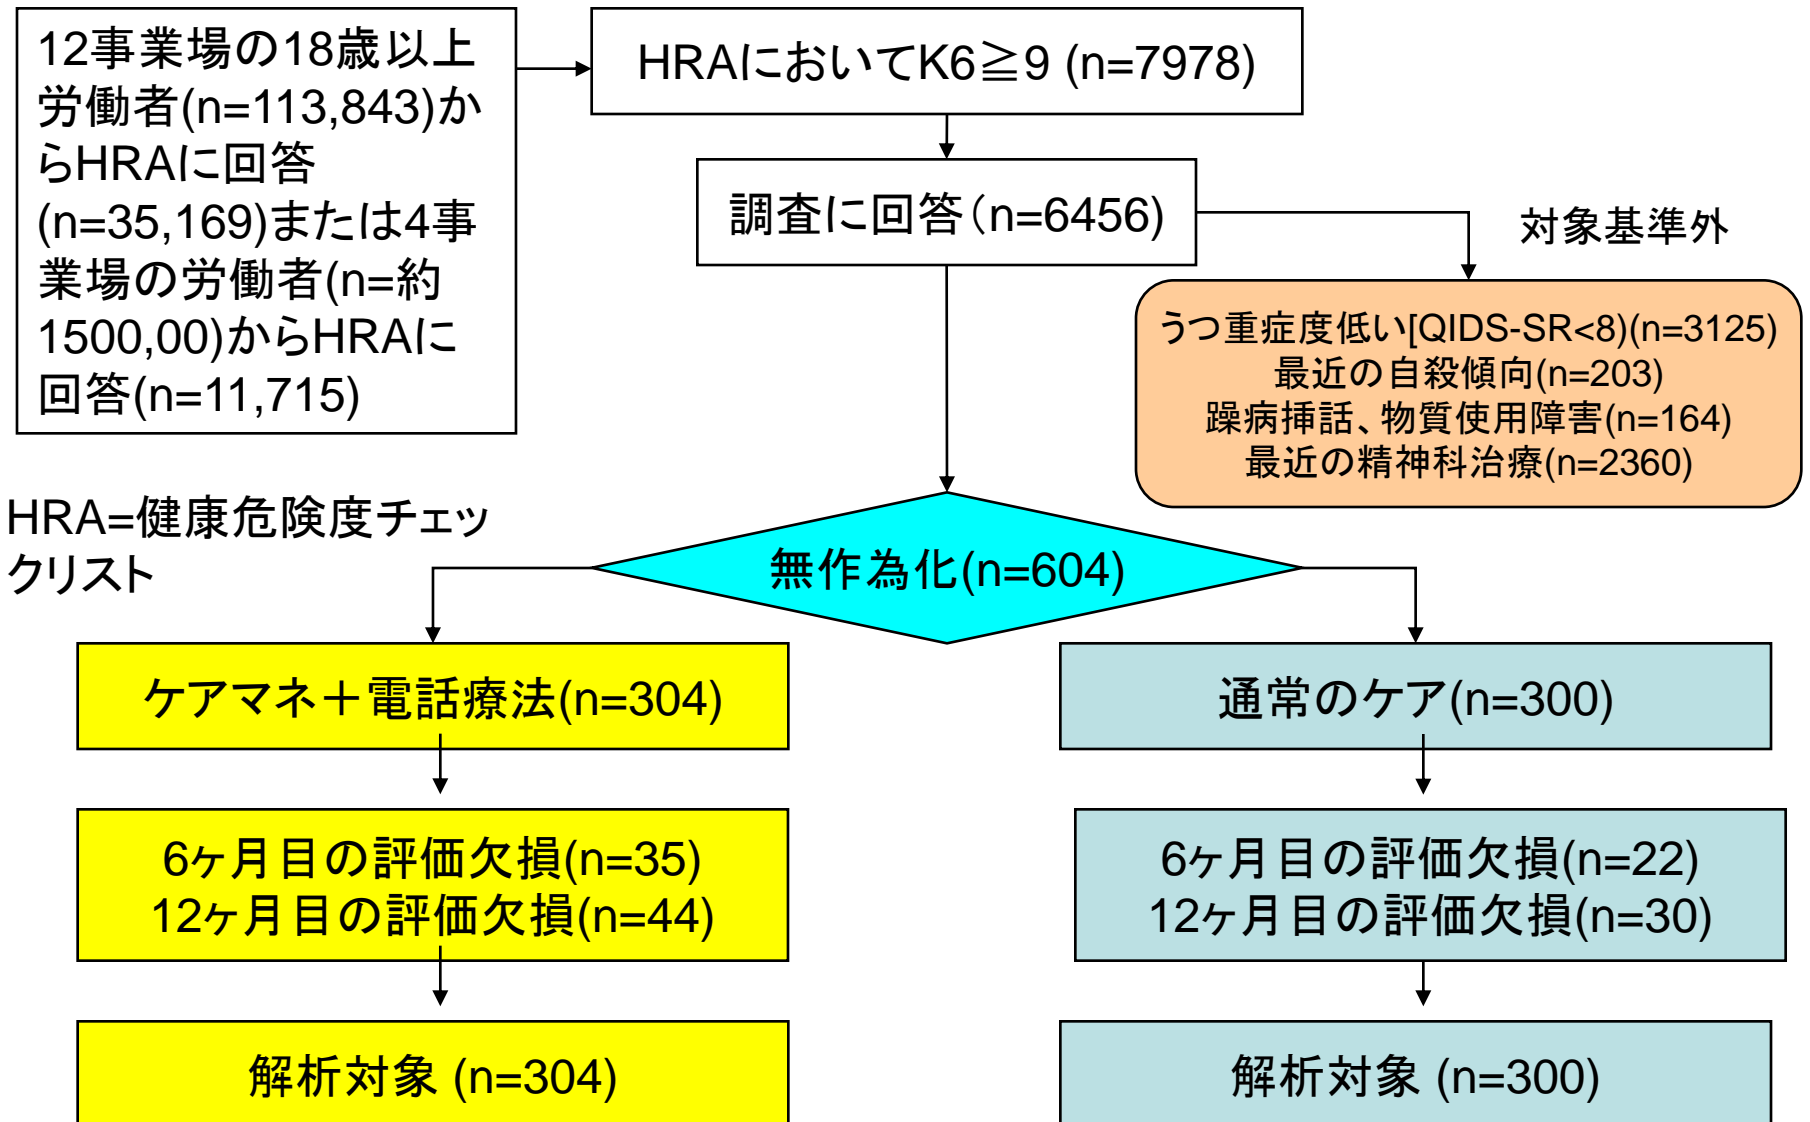 12事業場の18歳以上
労働者(n=113,843)か
らHRAに回答
(n=35,169)または4事
業場の労働者(n=約
1500,00)からHRAに
回答(n=11,715)
HRAにおいてK6≧9 (n=7978)
調査に回答(n=6456)
対象基準外
うつ重症度低い[QIDS-SR<8)(n=3125)
最近の自殺傾向(n=203)
躁病挿話、物質使用障害(n=164)
最近の精神科治療(n=2360)
HRA=健康危険度チェッ
クリスト
無作為化(n=604)
ケアマネ+電話療法(n=304)
通常のケア(n=300)
6ヶ月目の評価欠損(n=35)
12ヶ月目の評価欠損(n=44)
6ヶ月目の評価欠損(n=22)
12ヶ月目の評価欠損(n=30)
解析対象 (n=304)
解析対象 (n=300)